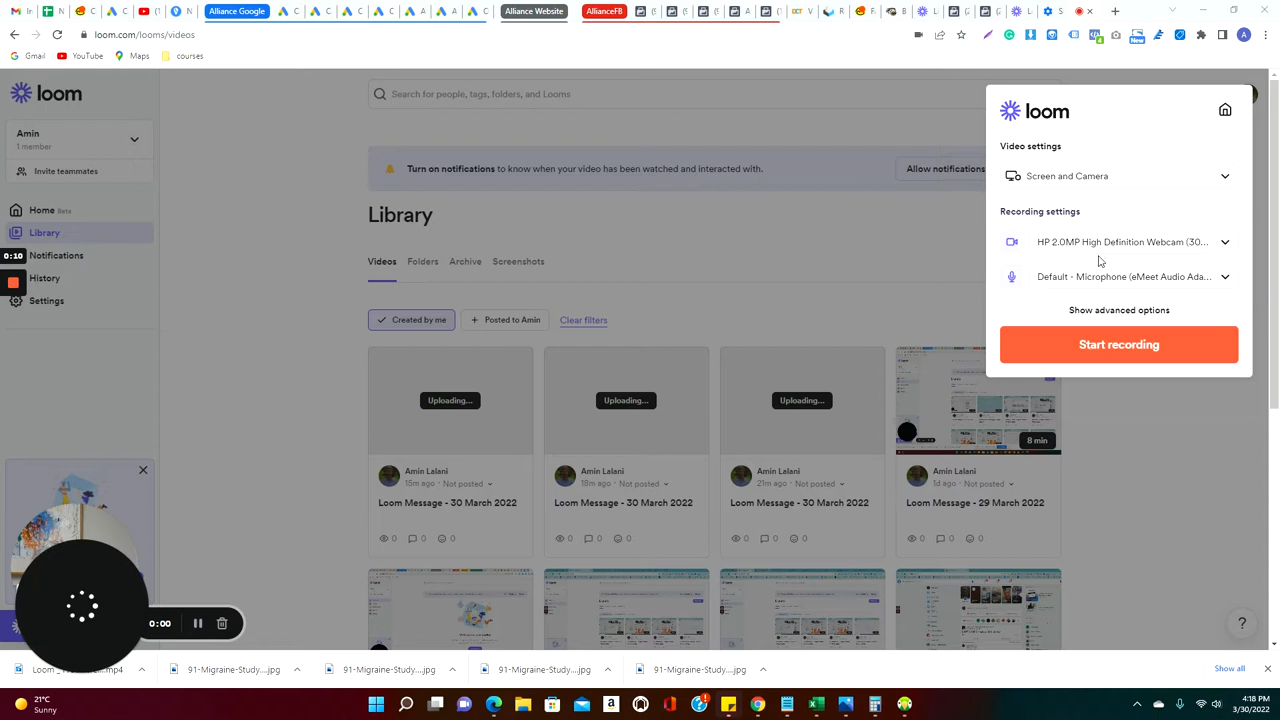 Alliance Google
Alliance Website
AllianceFB
loom.com/looms/videos
Gmail
YouTube
Maps
courses
loom
Search for people, tags, folders, and Looms
Amin
1 member
Invite teammates
Turn on notifications to know when your video has been watched and interacted with.
Allow notifications
Home Beta
Library
Notifications
History
Settings
0:10
Library
Videos
Folders
Archive
Screenshots
Created by me
Posted to Amin
Clear filters
Uploading...
Uploading...
Uploading...
8 min
Amin Lalani
15m ago
Not posted
Loom Message - 30 March 2022
0 0 0
Amin Lalani
18m ago
Not posted
Loom Message - 30 March 2022
0 0 0
Amin Lalani
21m ago
Not posted
Loom Message - 30 March 2022
0 0 0
Amin Lalani
1d ago
Not posted
Loom Message - 29 March 2022
0 0 0
loom
Video settings
Screen and Camera
Recording settings
HP 2.0MP High Definition Webcam (30...
Default - Microphone (eMeet Audio Ada...
Show advanced options
Start recording
0:00
?
91-Migraine-Study....jpg
91-Migraine-Study....jpg
91-Migraine-Study....jpg
91-Migraine-Study....jpg
Show all
21°C
Sunny
4:18 PM
3/30/2022